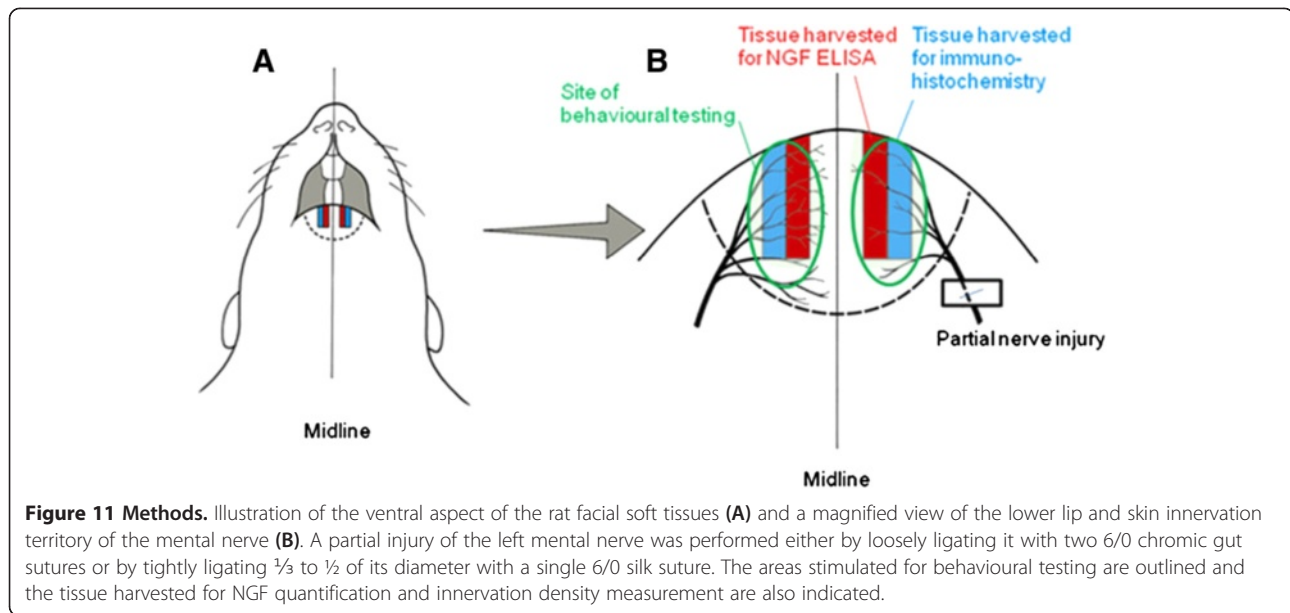 A
B
Tissue harvested
for NGF ELISA
Tissue harvested
for immuno-
histochemistry
Site of
behavioural testing
Partial nerve injury
Midline
Midline
Figure 11 Methods. Illustration of the ventral aspect of the rat facial soft tissues (A) and a magnified view of the lower lip and skin innervation
territory of the mental nerve (B). A partial injury of the left mental nerve was performed either by loosely ligating it with two 6/0 chromic gut
sutures or by tightly ligating ⅓ to ½ of its diameter with a single 6/0 silk suture. The areas stimulated for behavioural testing are outlined and
the tissue harvested for NGF quantification and innervation density measurement are also indicated.